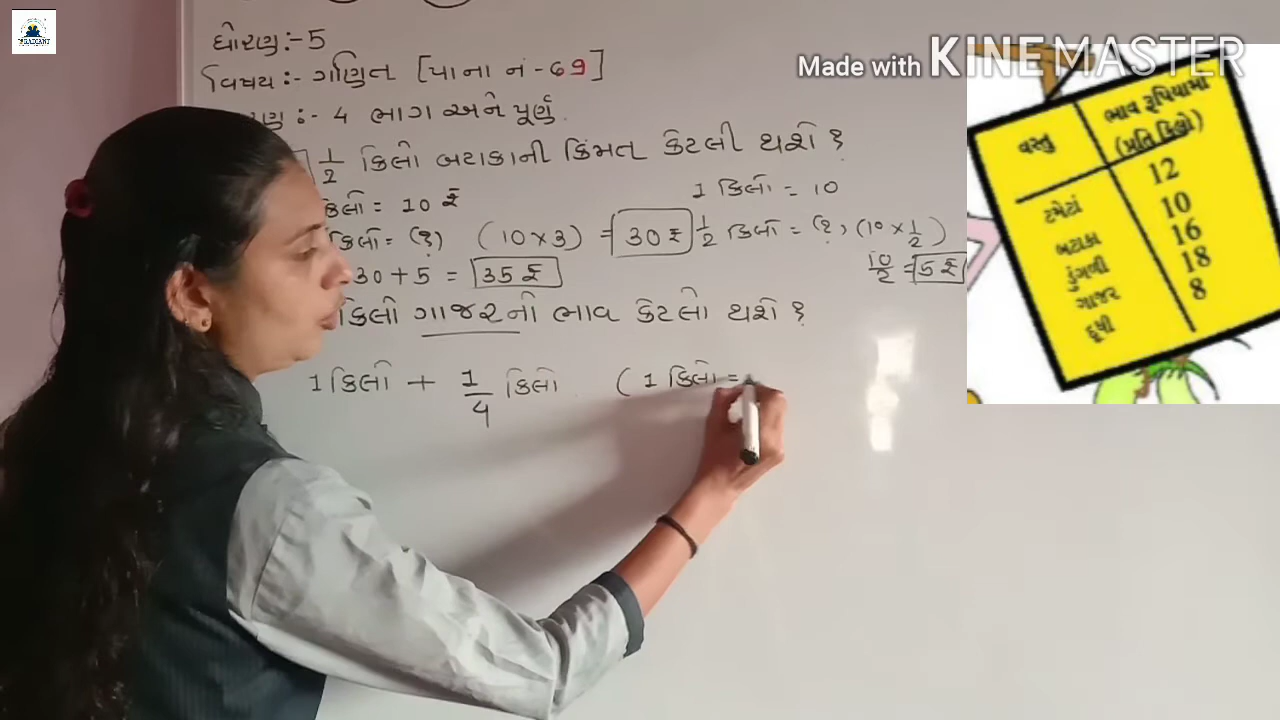 ધોરણ:-5
વિષય:- ગણિત [પાના નં-69]
:- 4 ભાગ અને પૂર્ણ.
1/2 કિલો બટાકાની કિંમત કેટલી થશે ?
કિલો = 10 ₹
કિલો= (?) (10×3) = 30₹
30+5 = 35 ₹
1 કિલો = 10
1/2 કિલો = (?), (10×1/2)
10/2 = 5 ₹
કિલો ગાજરનો ભાવ કેટલો થશે ?
1 કિલો + 1/4 કિલો (1 કિલો =
Made with KINEMASTER
વસ્તુ ભાવ રૂપિયામાં
(પ્રતિ કિલો)
ટમેટાં 12
બટાકા 10
ડુંગળી 16
ગાજર 18
દૂધી 8